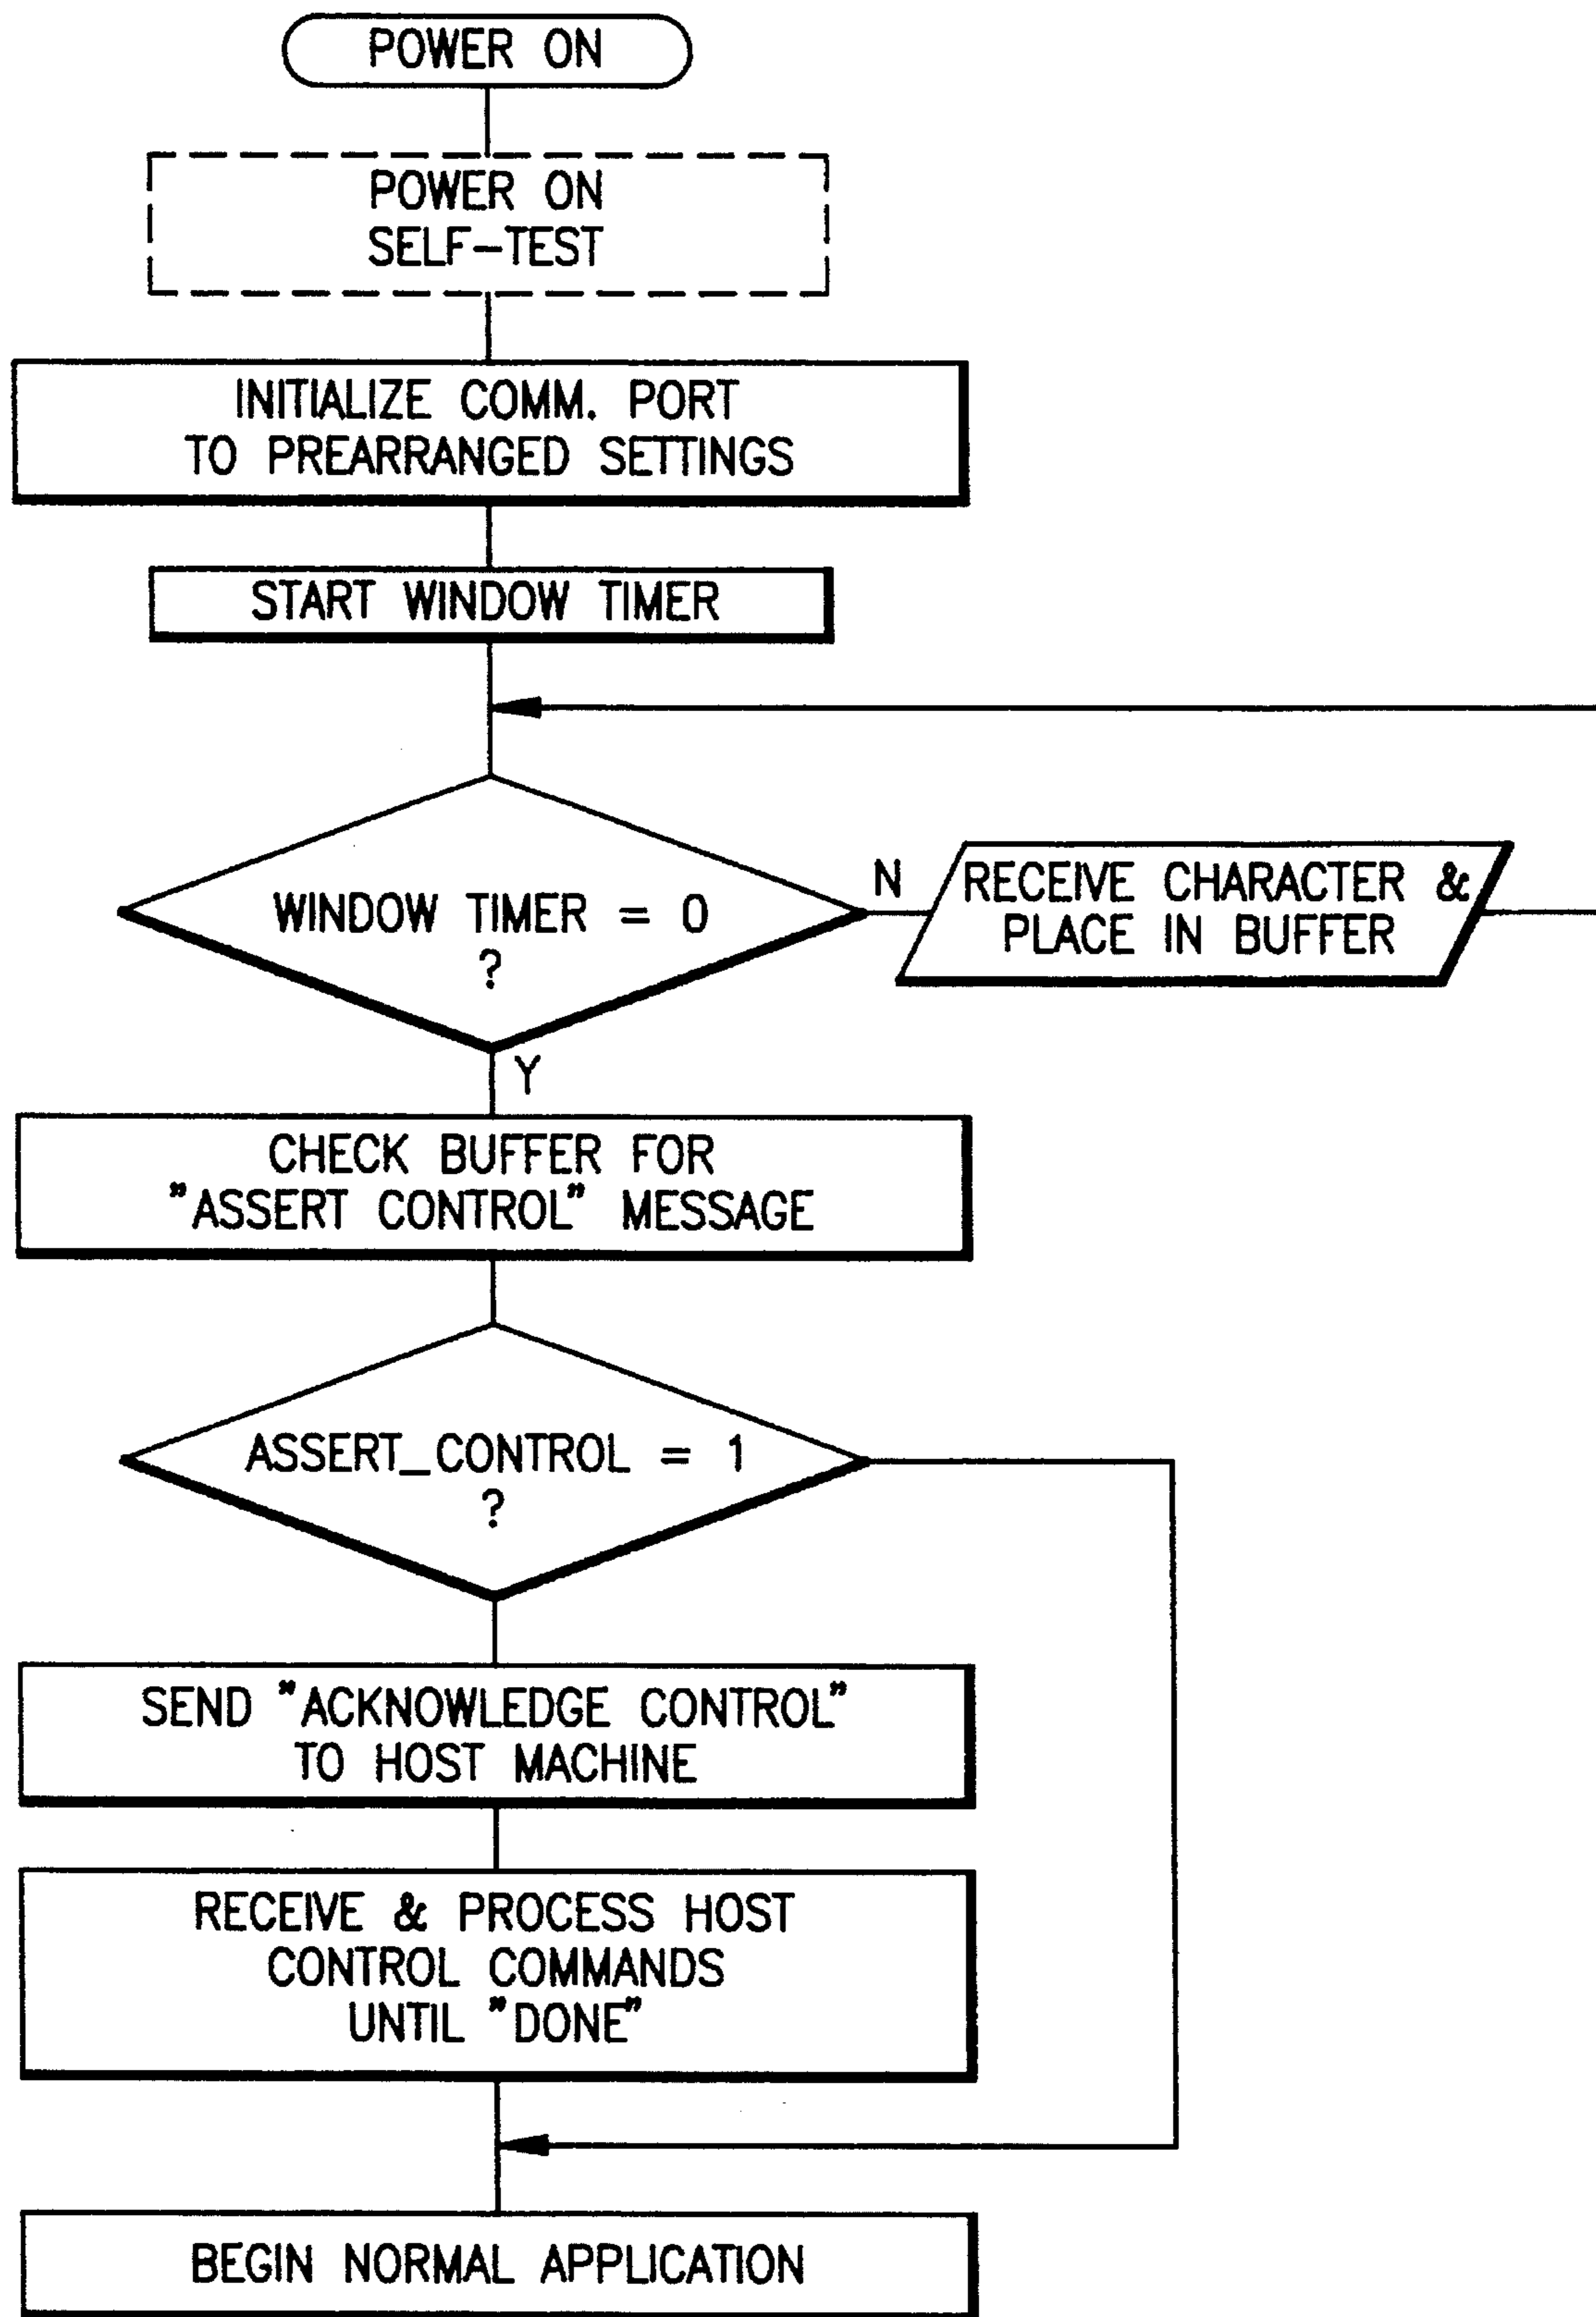 POWER ON
POWER ON
SELF-TEST
INITIALIZE COMM. PORT
TO PREARRANGED SETTINGS
START WINDOW TIMER
WINDOW TIMER = 0
?
N
RECEIVE CHARACTER &
PLACE IN BUFFER
Y
CHECK BUFFER FOR
"ASSERT CONTROL" MESSAGE
ASSERT_CONTROL = 1
?
SEND "ACKNOWLEDGE CONTROL"
TO HOST MACHINE
RECEIVE & PROCESS HOST
CONTROL COMMANDS
UNTIL "DONE"
BEGIN NORMAL APPLICATION